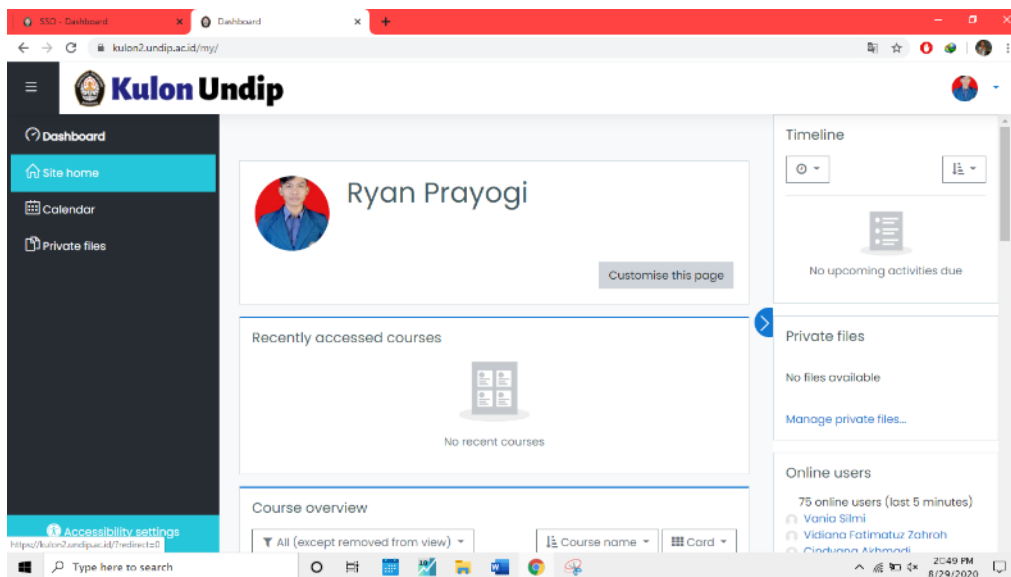 SSO - Dashboard
Dashboard
kulon2.undip.ac.id/my/
Kulon Undip
Dashboard
Site home
Calendar
Private files
Accessibility settings
https://kulon2.undip.ac.id/?redirect=0
Ryan Prayogi
Customise this page
Recently accessed courses
No recent courses
Course overview
All (except removed from view)
Course name
Card
Timeline
No upcoming activities due
Private files
No files available
Manage private files...
Online users
75 online users (last 5 minutes)
Vania Silmi
Vidiana Fatimatuz Zahroh
Type here to search
8/29/2020